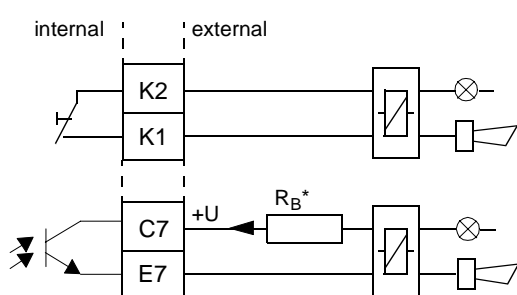 internal external
K2
K1
+U R_B*
C7
E7